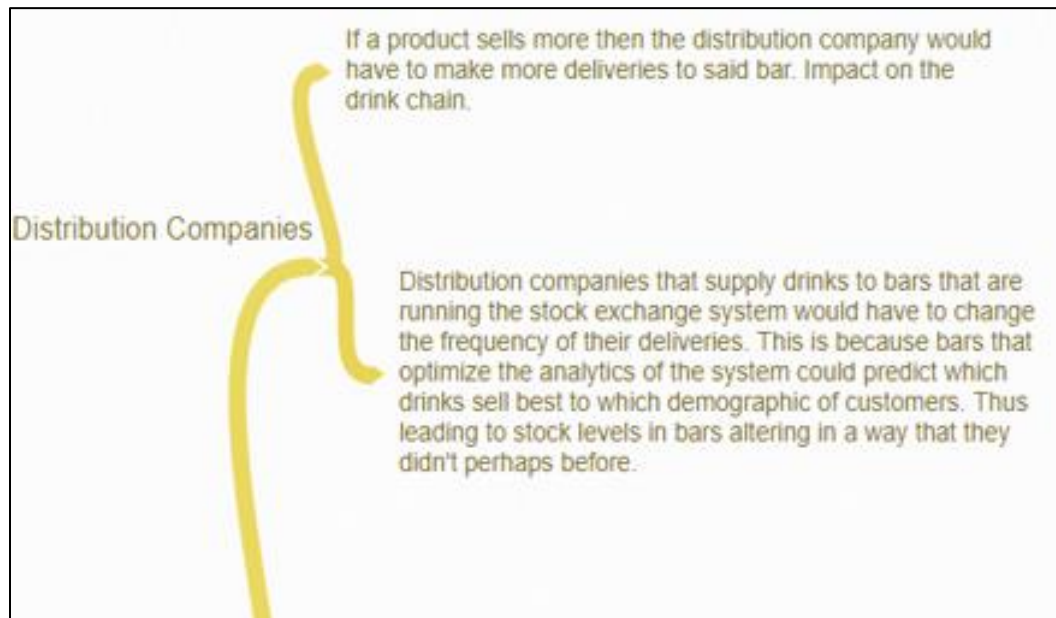 If a product sells more then the distribution company would
have to make more deliveries to said bar. Impact on the
drink chain.
Distribution Companies
Distribution companies that supply drinks to bars that are
running the stock exchange system would have to change
the frequency of their deliveries. This is because bars that
optimize the analytics of the system could predict which
drinks sell best to which demographic of customers. Thus
leading to stock levels in bars altering in a way that they
didn't perhaps before.